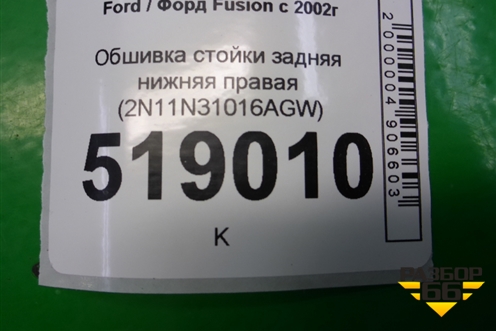 Ford / Форд Fusion с 2002г
Обшивка стойки задняя
нижняя правая
(2N11N31016AGW)
519010
К
2000004906603
РАЗБОР
66